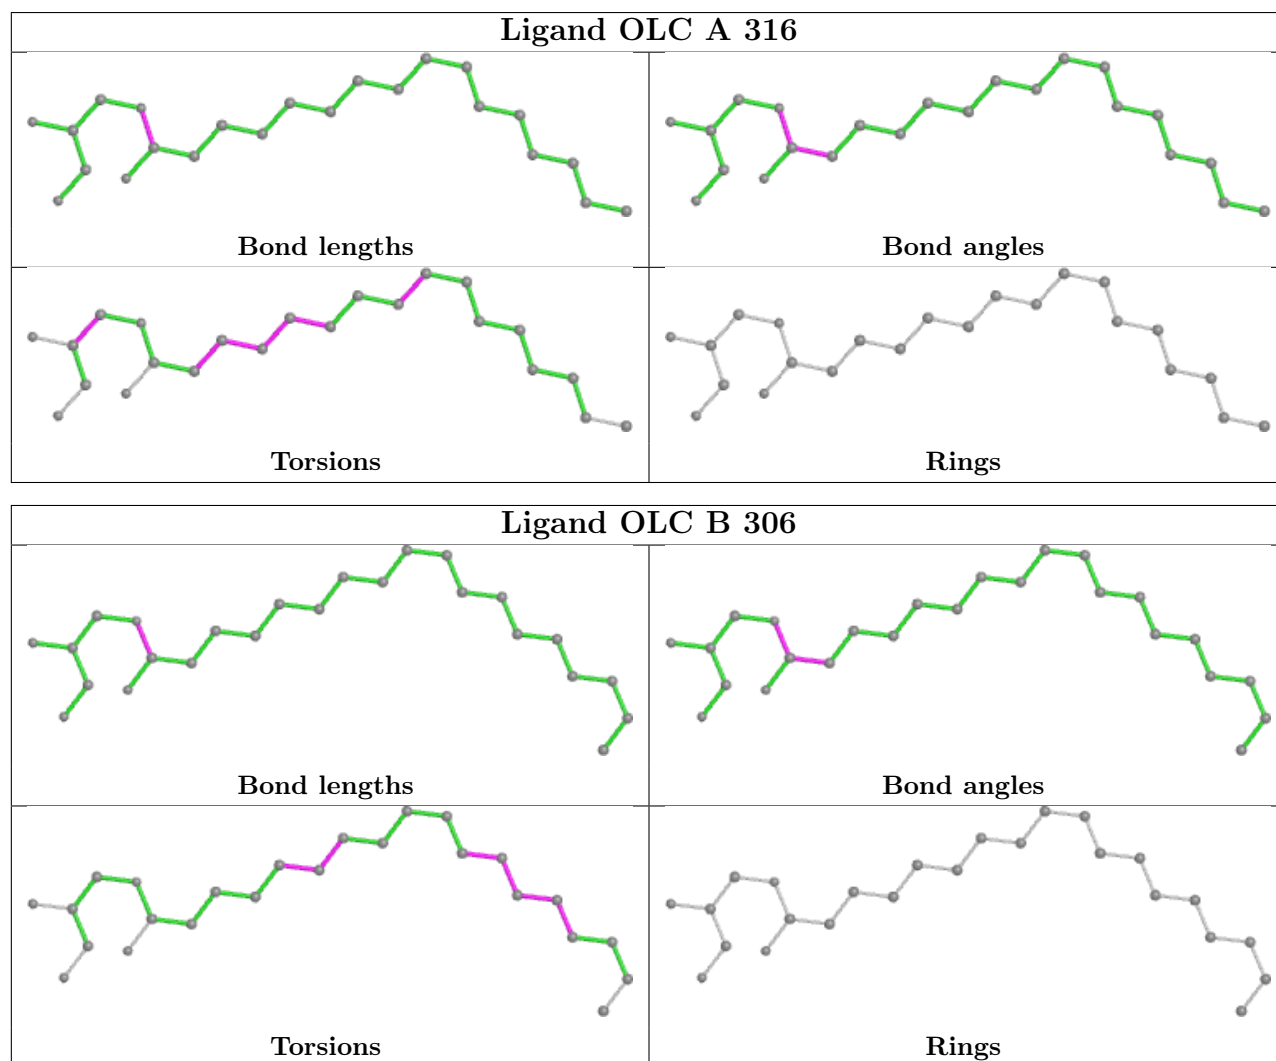 Ligand OLC A 316
Bond lengths
Bond angles
Torsions
Rings
Ligand OLC B 306
Bond lengths
Bond angles
Torsions
Rings